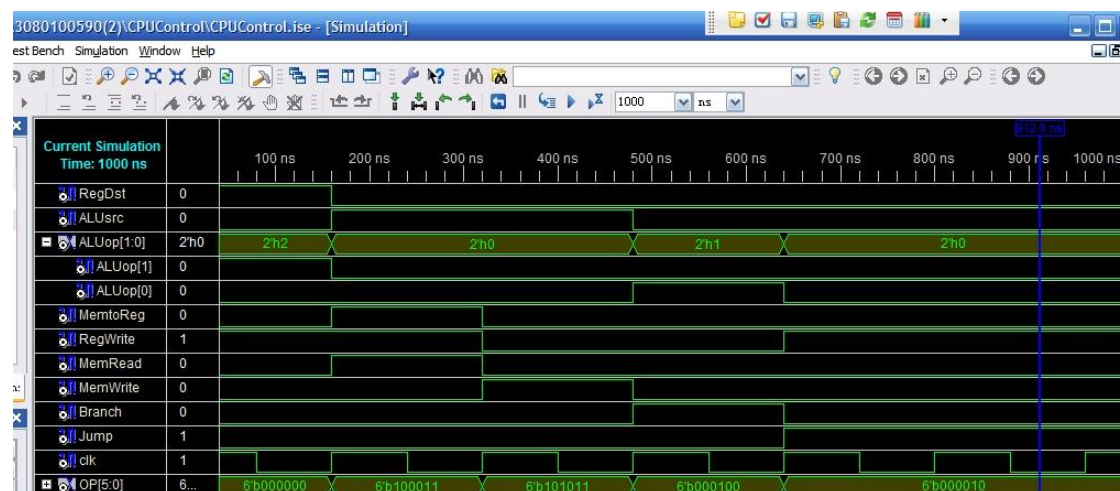 3080100590(2)\CPUControl\CPUControl.ise - [Simulation]
est Bench Simulation Window Help
1000 ns
912.9 ns
Current Simulation
Time: 1000 ns
100 ns 200 ns 300 ns 400 ns 500 ns 600 ns 700 ns 800 ns 900 ns 1000 ns
RegDst 0
ALUsrc 0
ALUop[1:0] 2'h0 2'h2 2'h0 2'h1 2'h0
ALUop[1] 0
ALUop[0] 0
MemtoReg 0
RegWrite 1
MemRead 0
MemWrite 0
Branch 0
Jump 1
clk 1
OP[5:0] 6... 6'b000000 6'b100011 6'b101011 6'b000100 6'b000010